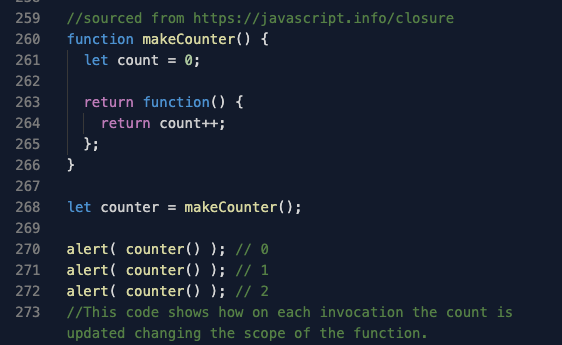 259 //sourced from https://javascript.info/closure
260 function makeCounter() {
261   let count = 0;
262
263   return function() {
264     return count++;
265   };
266 }
267
268 let counter = makeCounter();
269
270 alert( counter() ); // 0
271 alert( counter() ); // 1
272 alert( counter() ); // 2
273 //This code shows how on each invocation the count is
updated changing the scope of the function.